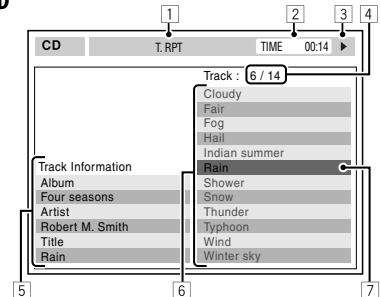 D
1 2 3 4
CD T. RPT TIME 00:14
Track : 6 / 14
Cloudy
Fair
Fog
Hail
Indian summer
Rain
Shower
Snow
Thunder
Typhoon
Wind
Winter sky
Track Information
Album
Four seasons
Artist
Robert M. Smith
Title
Rain
5 6 7